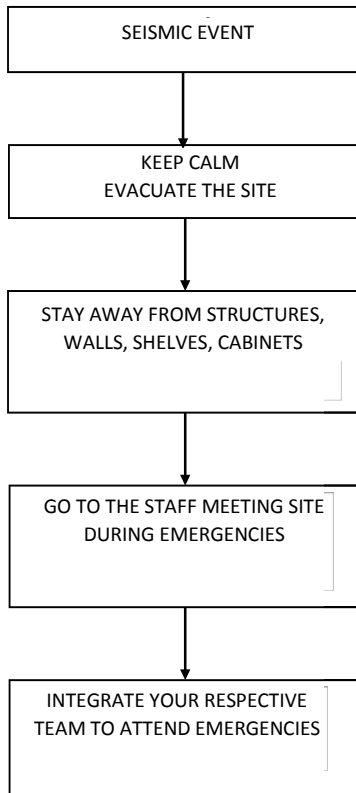 SEISMIC EVENT
KEEP CALM
EVACUATE THE SITE
STAY AWAY FROM STRUCTURES,
WALLS, SHELVES, CABINETS
GO TO THE STAFF MEETING SITE
DURING EMERGENCIES
INTEGRATE YOUR RESPECTIVE
TEAM TO ATTEND EMERGENCIES